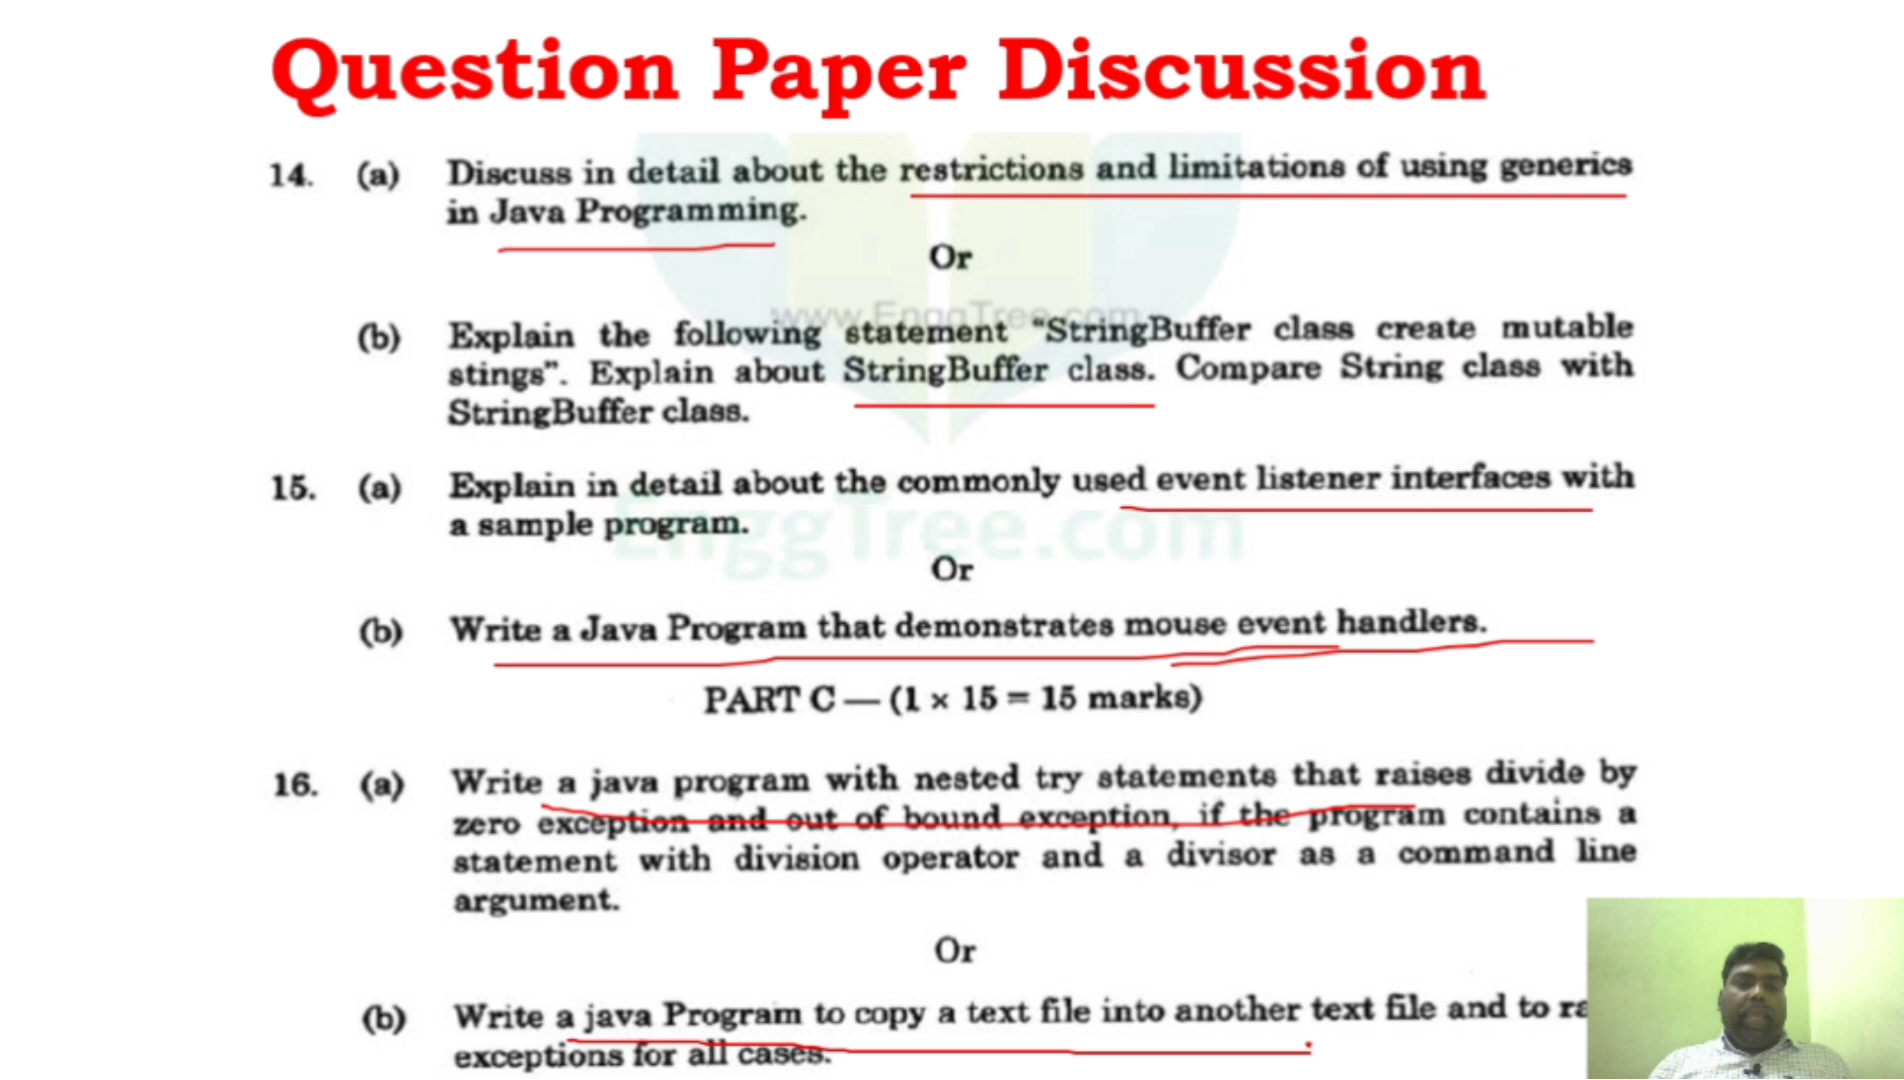 Question Paper Discussion
14. (a) Discuss in detail about the restrictions and limitations of using generics
in Java Programming.
Or
www.EnggTree.com
(b) Explain the following statement “StringBuffer class create mutable
stings”. Explain about StringBuffer class. Compare String class with
StringBuffer class.
15. (a) Explain in detail about the commonly used event listener interfaces with
a sample program.
EnggTree.com
Or
(b) Write a Java Program that demonstrates mouse event handlers.
PART C — (1 × 15 = 15 marks)
16. (a) Write a java program with nested try statements that raises divide by
zero exception and out of bound exception, if the program contains a
statement with division operator and a divisor as a command line
argument.
Or
(b) Write a java Program to copy a text file into another text file and to
exceptions for all cases.